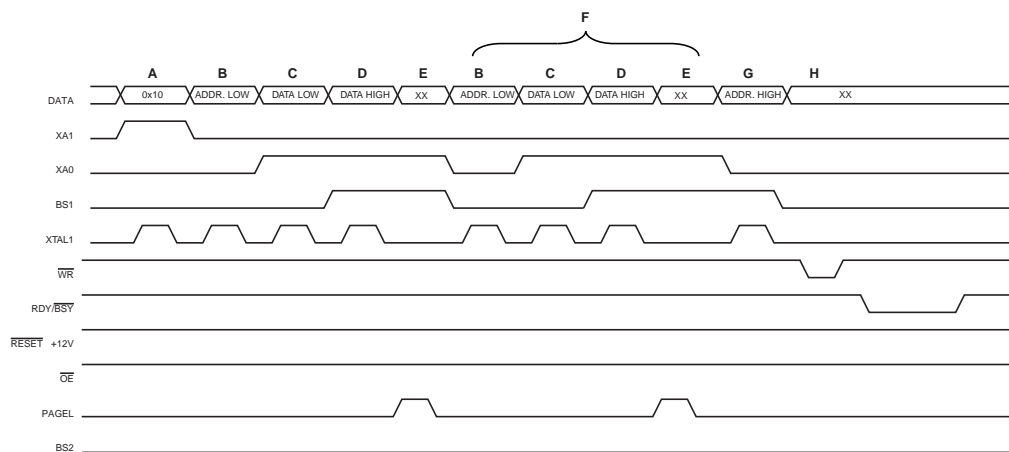 F
A B C D E B C D E G H
DATA 0x10 ADDR. LOW DATA LOW DATA HIGH XX ADDR. LOW DATA LOW DATA HIGH XX ADDR. HIGH XX
XA1
XA0
BS1
XTAL1
WR
RDY/BSY
RESET +12V
OE
PAGEL
BS2